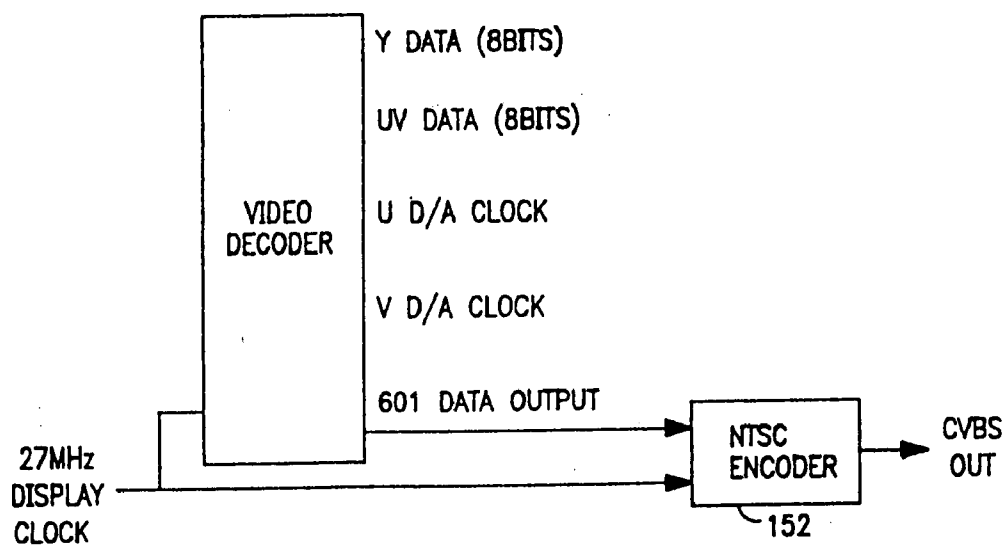 Y DATA (8BITS)
UV DATA (8BITS)
VIDEO
DECODER
U D/A CLOCK
V D/A CLOCK
601 DATA OUTPUT
27MHz
DISPLAY
CLOCK
NTSC
ENCODER
CVBS
OUT
152